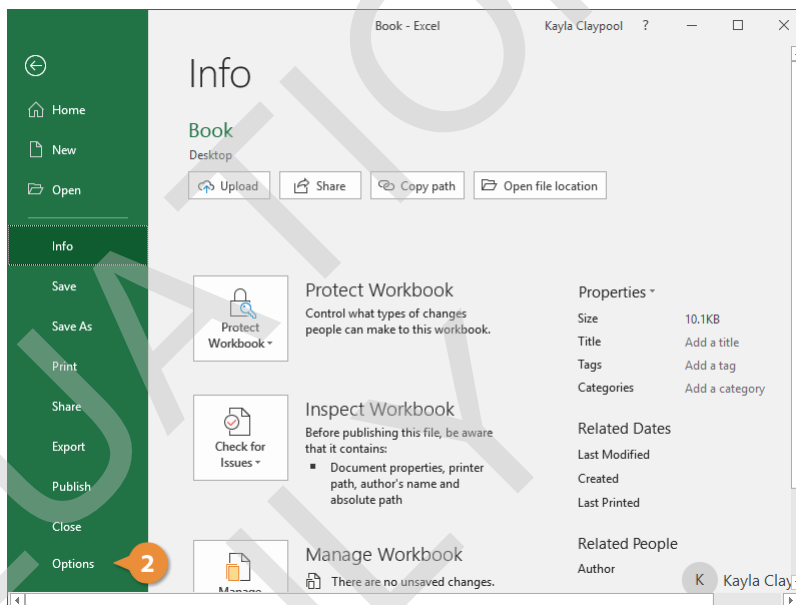 Book - Excel
Kayla Claypool
?
Info
Home
New
Open
Info
Save
Save As
Print
Share
Export
Publish
Close
Options
2
Book
Desktop
Upload
Share
Copy path
Open file location
Protect
Workbook
Protect Workbook
Control what types of changes
people can make to this workbook.
Check for
Issues
Inspect Workbook
Before publishing this file, be aware
that it contains:
Document properties, printer
path, author's name and
absolute path
Manage
Manage Workbook
There are no unsaved changes.
Properties
Size 10.1KB
Title Add a title
Tags Add a tag
Categories Add a category
Related Dates
Last Modified
Created
Last Printed
Related People
Author
K Kayla Clay